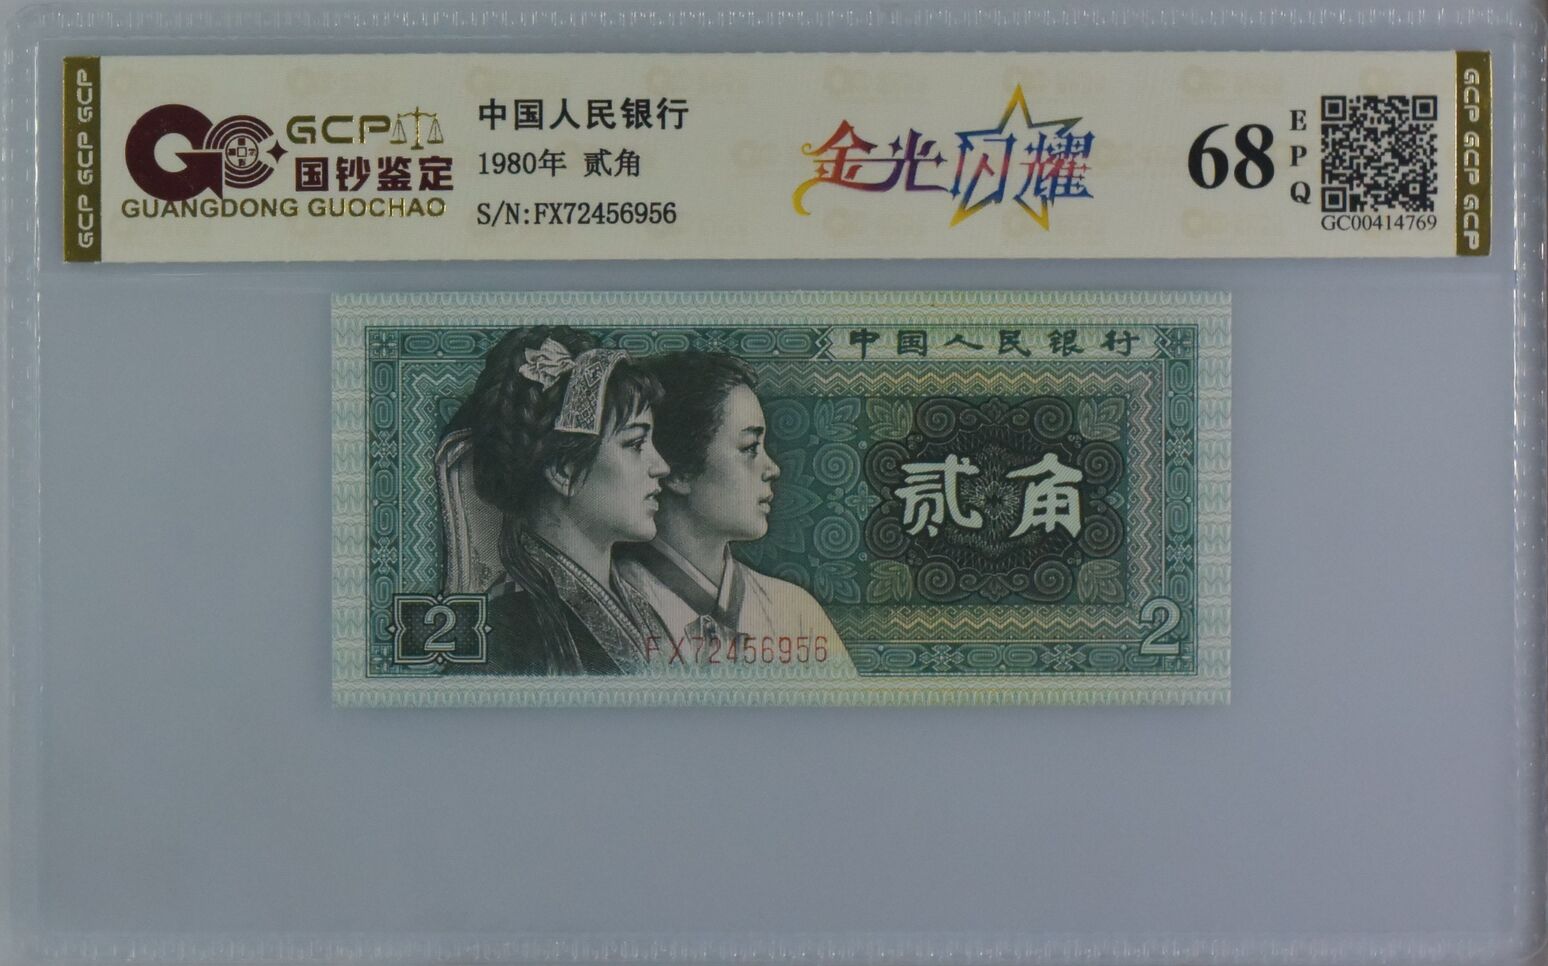 GCP GCP GCP
GCP
国钞鉴定
GUANGDONG GUOCHAO
中国人民银行
1980年 贰角
S/N:FX72456956
金光闪耀
68
EPQ
GC00414769
GCP GCP GCP
中国人民银行
贰角
2
FX72456956
2